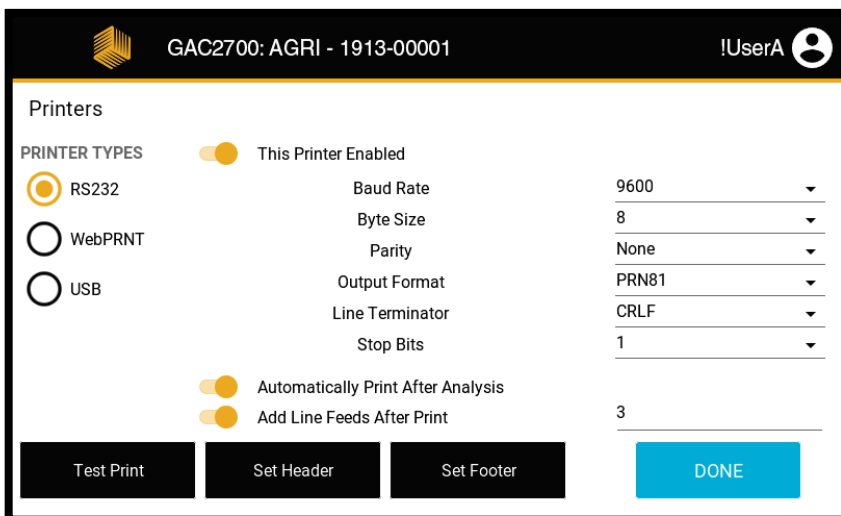 GAC2700: AGRI - 1913-00001 !UserA
Printers
PRINTER TYPES
RS232
WebPRNT
USB
This Printer Enabled
Baud Rate 9600
Byte Size 8
Parity None
Output Format PRN81
Line Terminator CRLF
Stop Bits 1
Automatically Print After Analysis
Add Line Feeds After Print 3
Test Print Set Header Set Footer DONE